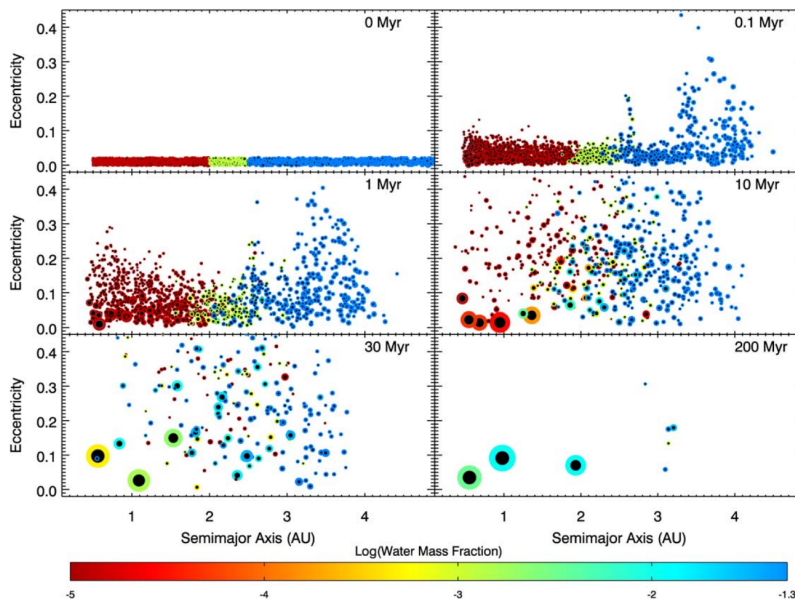 0 Myr
0.1 Myr
Eccentricity
0.4
0.3
0.2
0.1
0.0
1 Myr
10 Myr
Eccentricity
0.4
0.3
0.2
0.1
0.0
30 Myr
200 Myr
Eccentricity
0.4
0.3
0.2
0.1
0.0
1 2 3 4 1 2 3 4
Semimajor Axis (AU) Semimajor Axis (AU)
Log(Water Mass Fraction)
-5 -4 -3 -2 -1.3